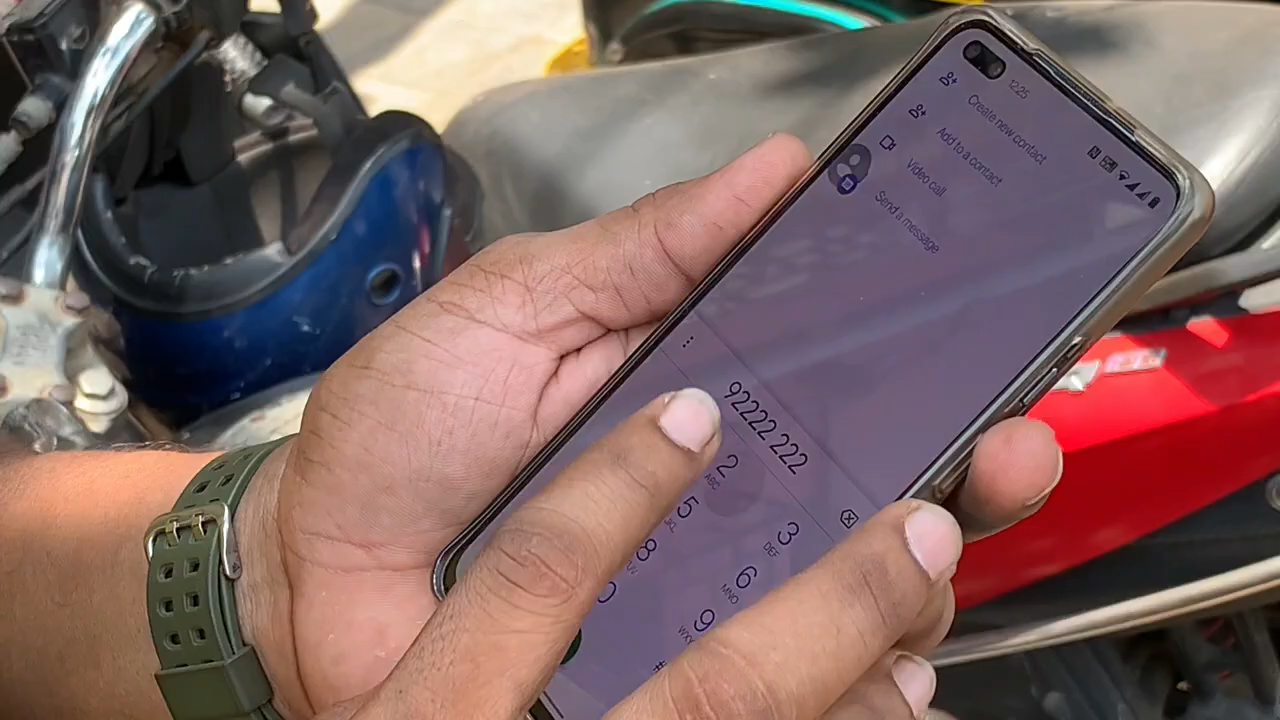 12:25
Create new contact
Add to a contact
Video call
Send a message
92222 222
2
ABC
3
DEF
5
JKL
6
MNO
8
9
0
#